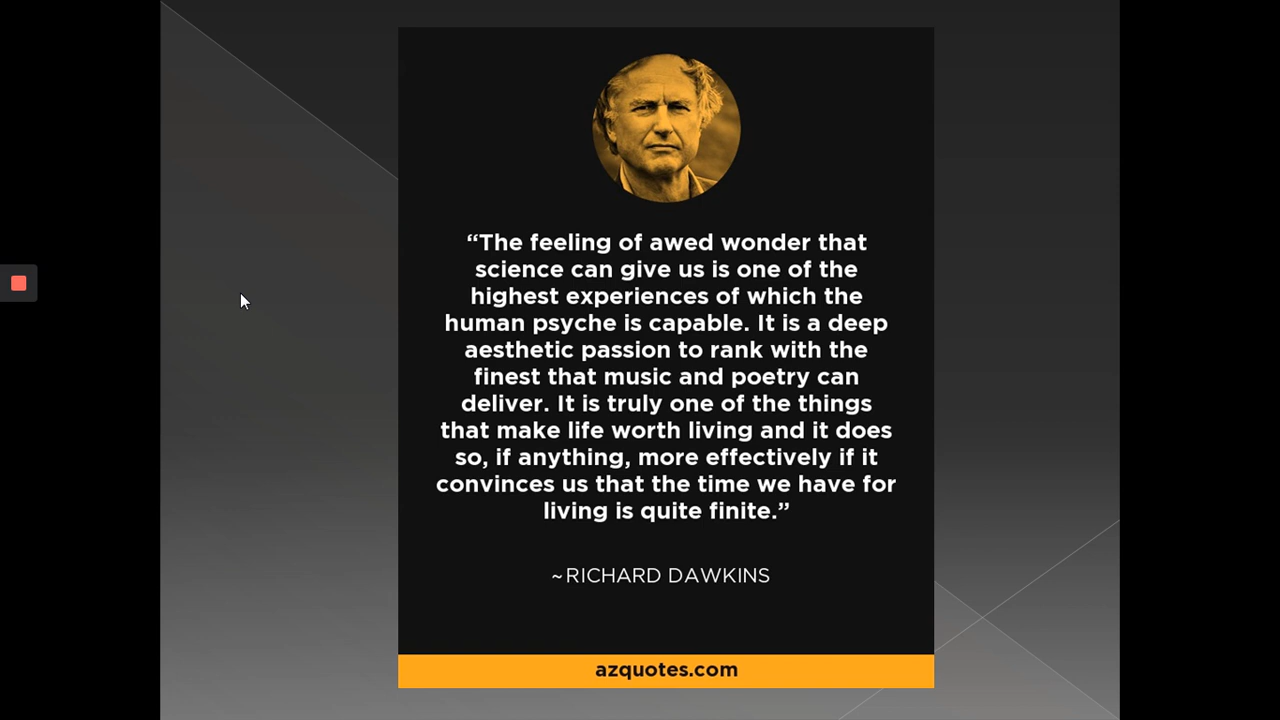 “The feeling of awed wonder that
science can give us is one of the
highest experiences of which the
human psyche is capable. It is a deep
aesthetic passion to rank with the
finest that music and poetry can
deliver. It is truly one of the things
that make life worth living and it does
so, if anything, more effectively if it
convinces us that the time we have for
living is quite finite.”
~RICHARD DAWKINS
azquotes.com